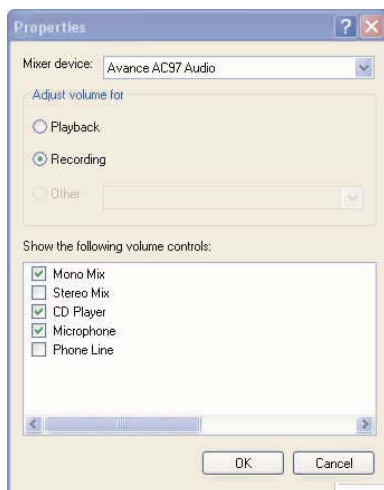 Properties
Mixer device: Avance AC97 Audio
Adjust volume for
Playback
Recording
Other
Show the following volume controls:
Mono Mix
Stereo Mix
CD Player
Microphone
Phone Line
OK Cancel